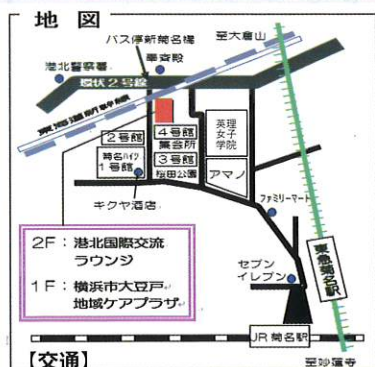 地図
バス停新菊名橋
至大倉山
港北警察署
環状2号線
東海道新幹線
2号館
菊名ハイツ
1号館
4号館
集会所
3号館
桜田公園
英理
女子
学院
アマノ
キクヤ酒店
ファミリーマート
2F:港北国際交流
ラウンジ
1F:横浜市大豆戸
地域ケアプラザ
セブン
イレブン
東急菊名駅
JR菊名駅
【交通】
至妙蓮寺